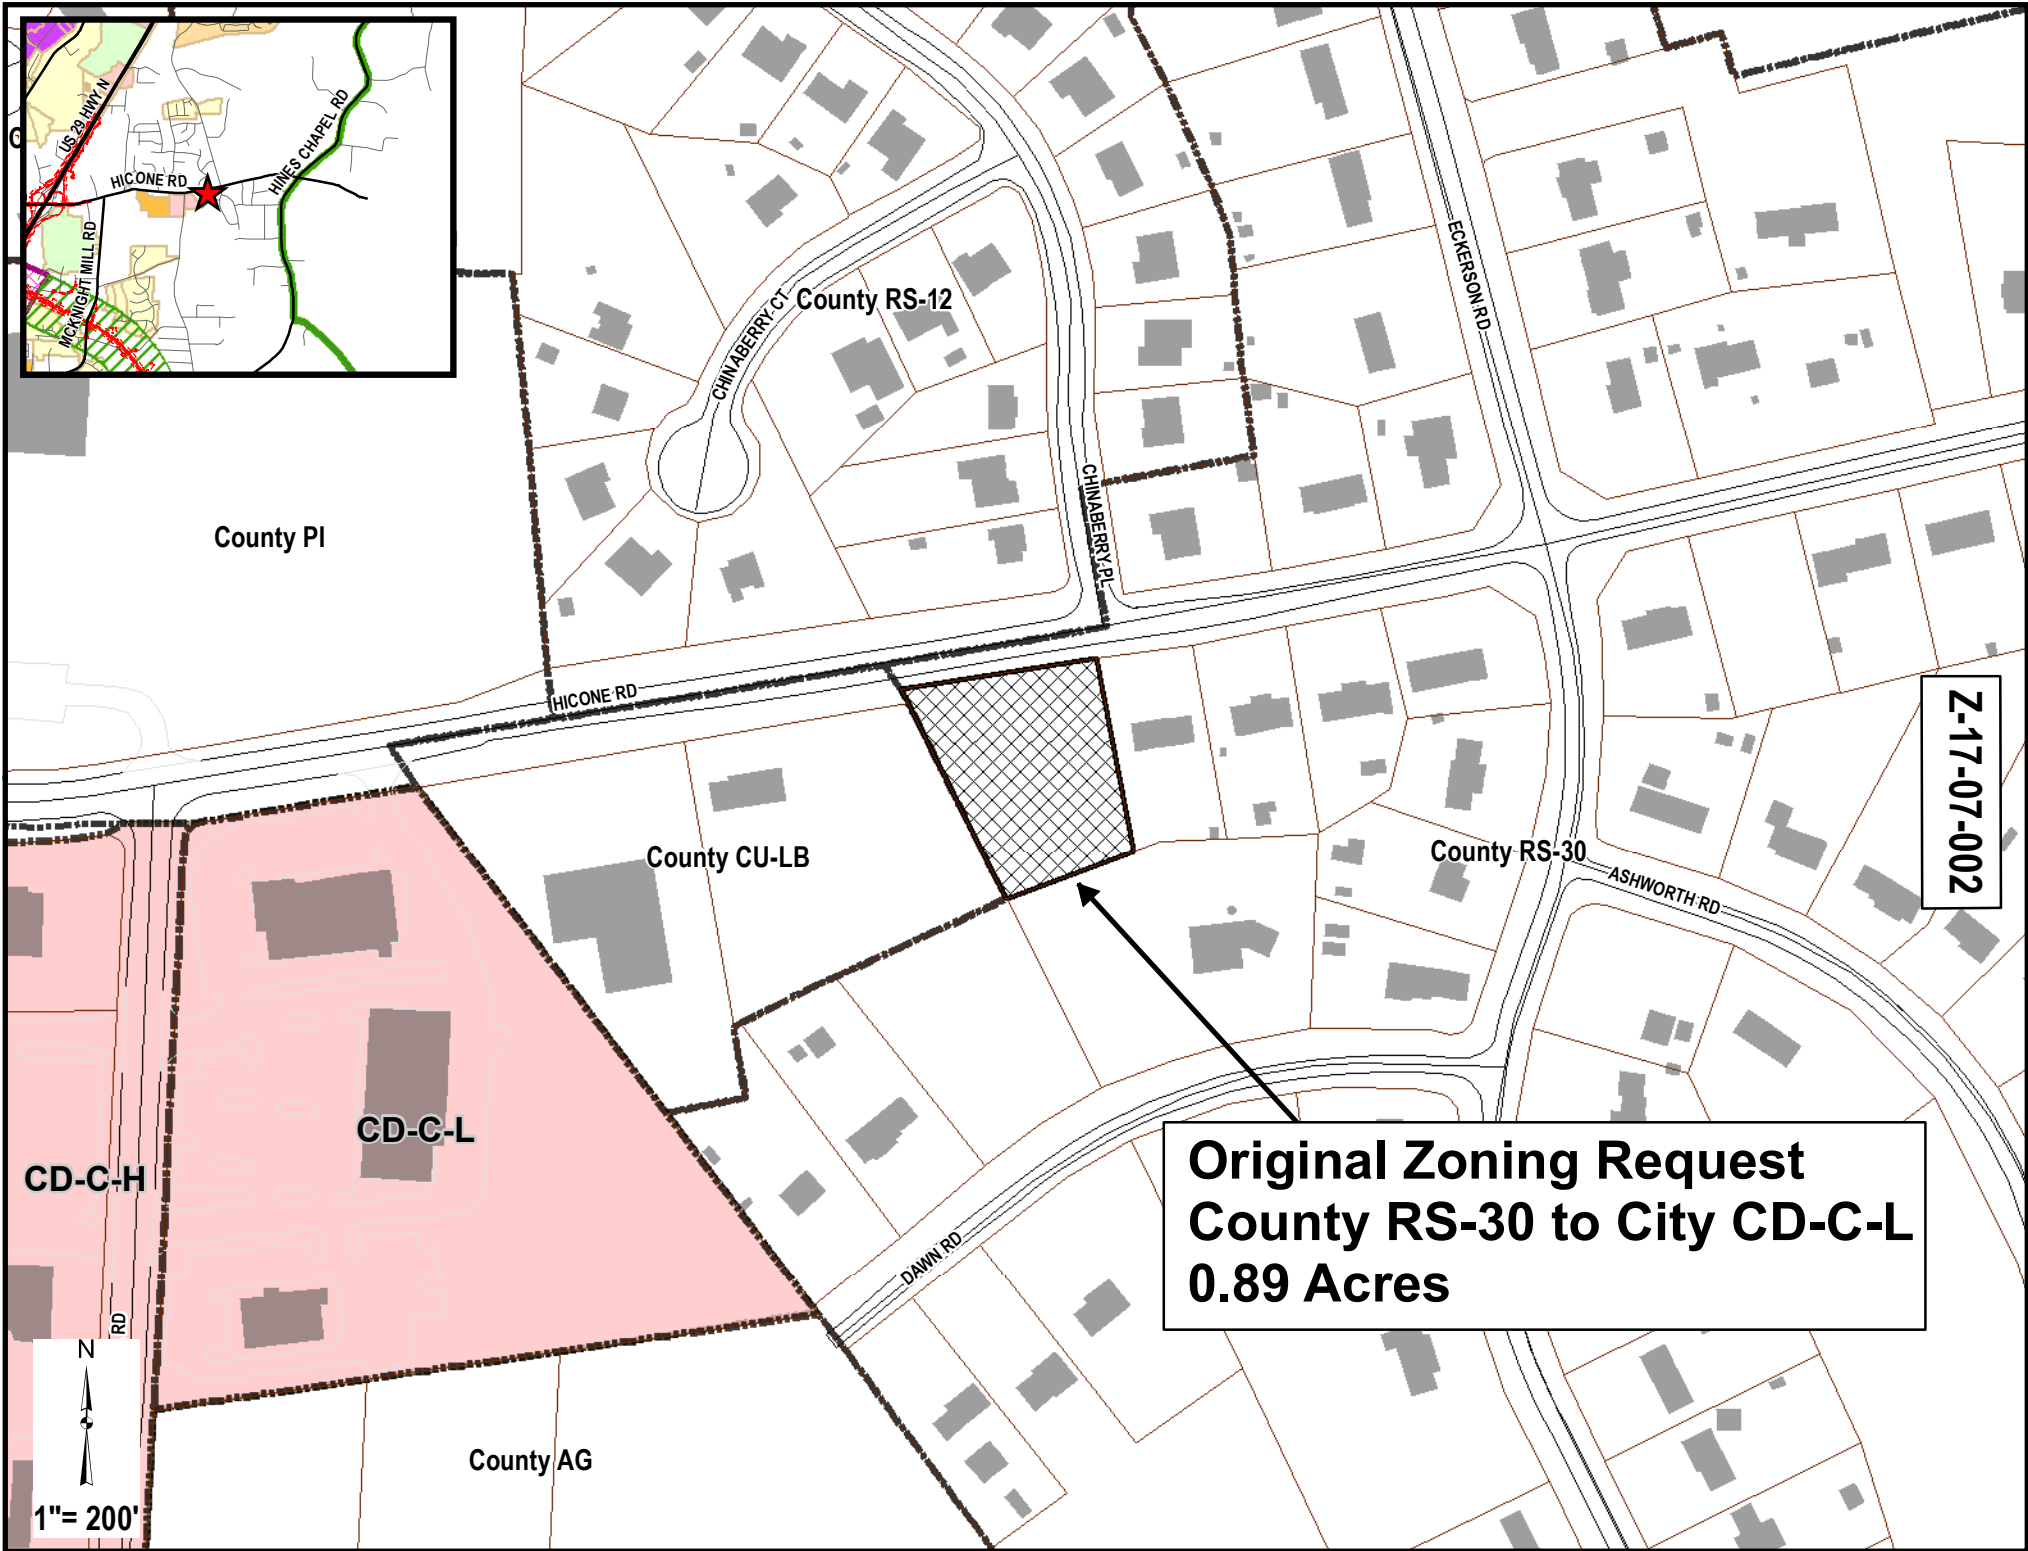 US 29 HWY N
HICONE RD
HINES CHAPEL RD
MCKNIGHT MILL RD
County RS-12
CHINABERRY CT
ECKERSON RD
CHINABERRY PL
County PI
HICONE RD
Z-17-07-002
County CU-LB
County RS-30
ASHWORTH RD
CD-C-L
CD-C-H
Original Zoning Request
County RS-30 to City CD-C-L
0.89 Acres
DAWN RD
RD
N
County AG
1"= 200'